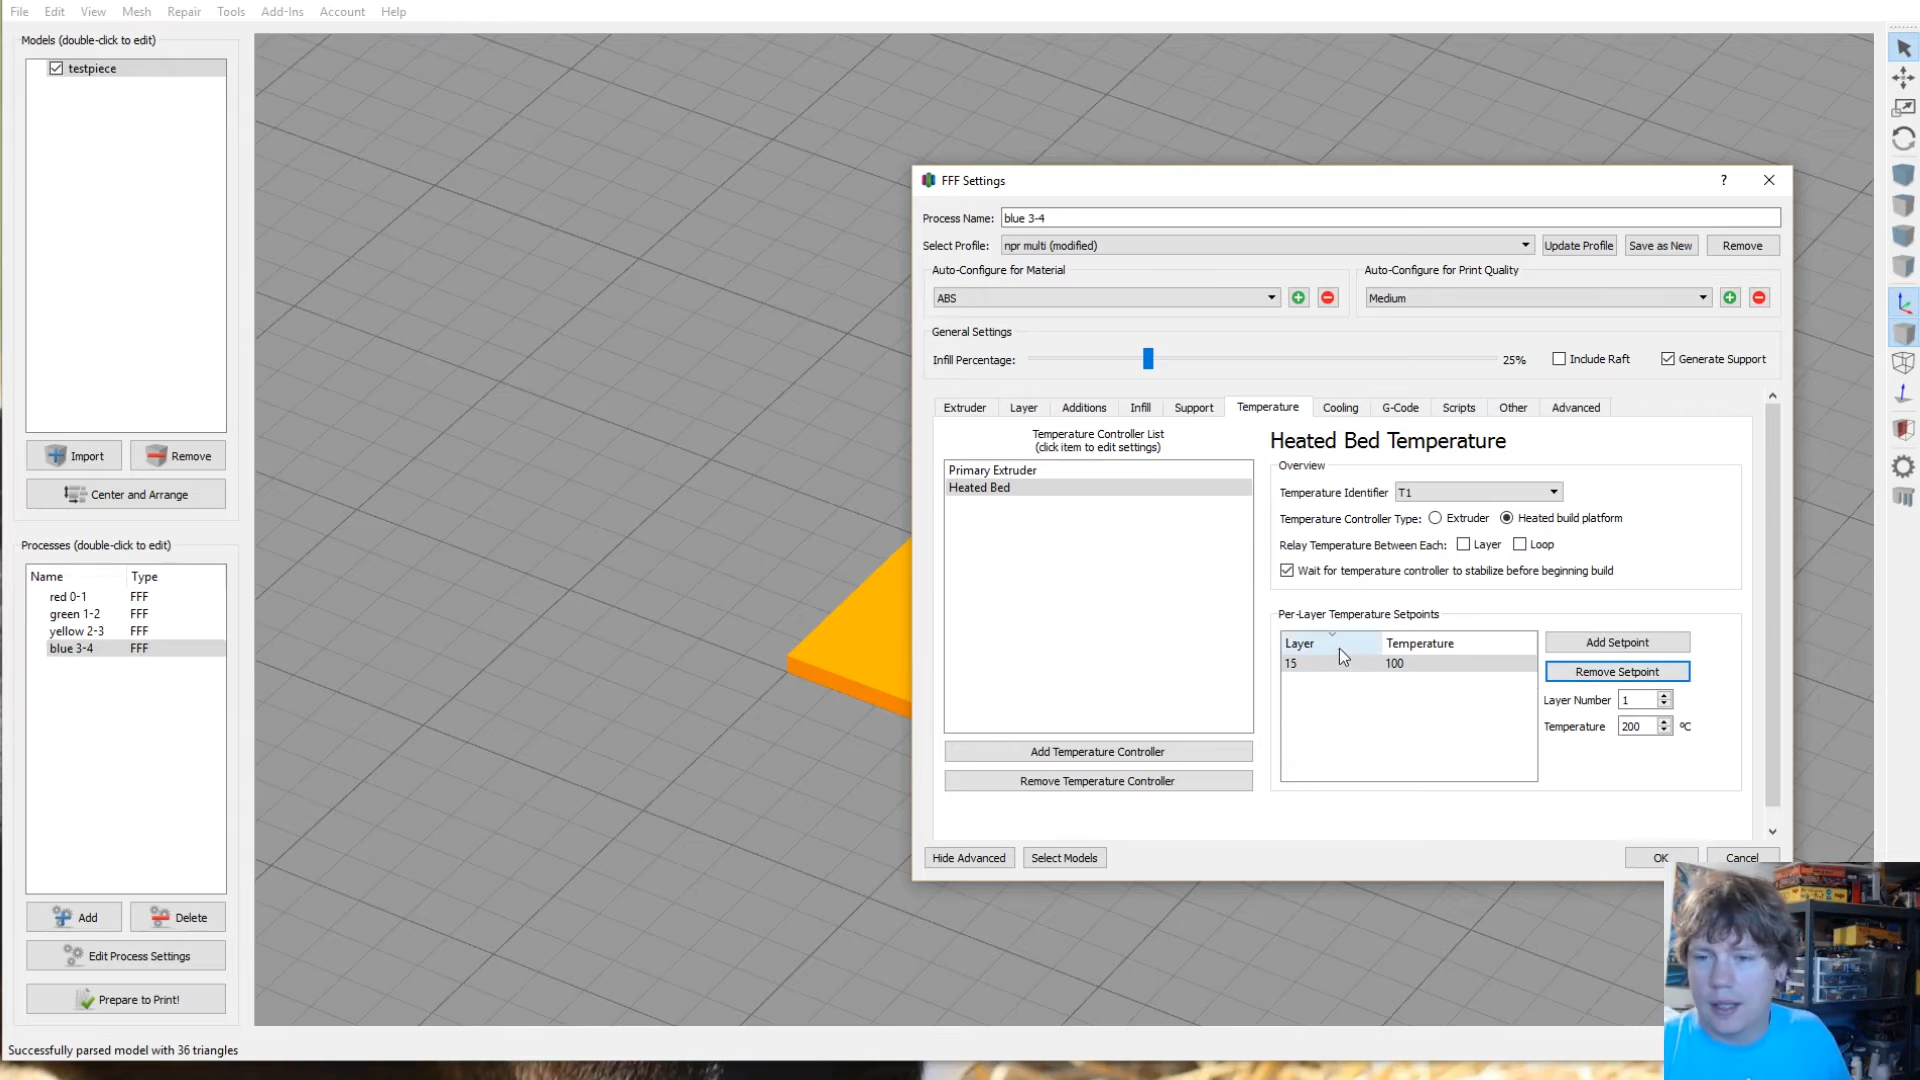 File Edit View Mesh Repair Tools Add-Ins Account Help
Models (double-click to edit)
testpiece
Import
Remove
Center and Arrange
Processes (double-click to edit)
Name Type
red 0-1 FFF
green 1-2 FFF
yellow 2-3 FFF
blue 3-4 FFF
Add
Delete
Edit Process Settings
Prepare to Print!
Successfully parsed model with 36 triangles
FFF Settings
?
Process Name: blue 3-4
Select Profile: npr multi (modified) Update Profile Save as New Remove
Auto-Configure for Material
ABS
Auto-Configure for Print Quality
Medium
General Settings
Infill Percentage: 25% Include Raft Generate Support
Extruder Layer Additions Infill Support Temperature Cooling G-Code Scripts Other Advanced
Temperature Controller List
(click item to edit settings)
Primary Extruder
Heated Bed
Add Temperature Controller
Remove Temperature Controller
Heated Bed Temperature
Overview
Temperature Identifier T1
Temperature Controller Type: Extruder Heated build platform
Relay Temperature Between Each: Layer Loop
Wait for temperature controller to stabilize before beginning build
Per-Layer Temperature Setpoints
Layer Temperature
15 100
Add Setpoint
Remove Setpoint
Layer Number 1
Temperature 200 ºC
Hide Advanced
Select Models
OK
Cancel